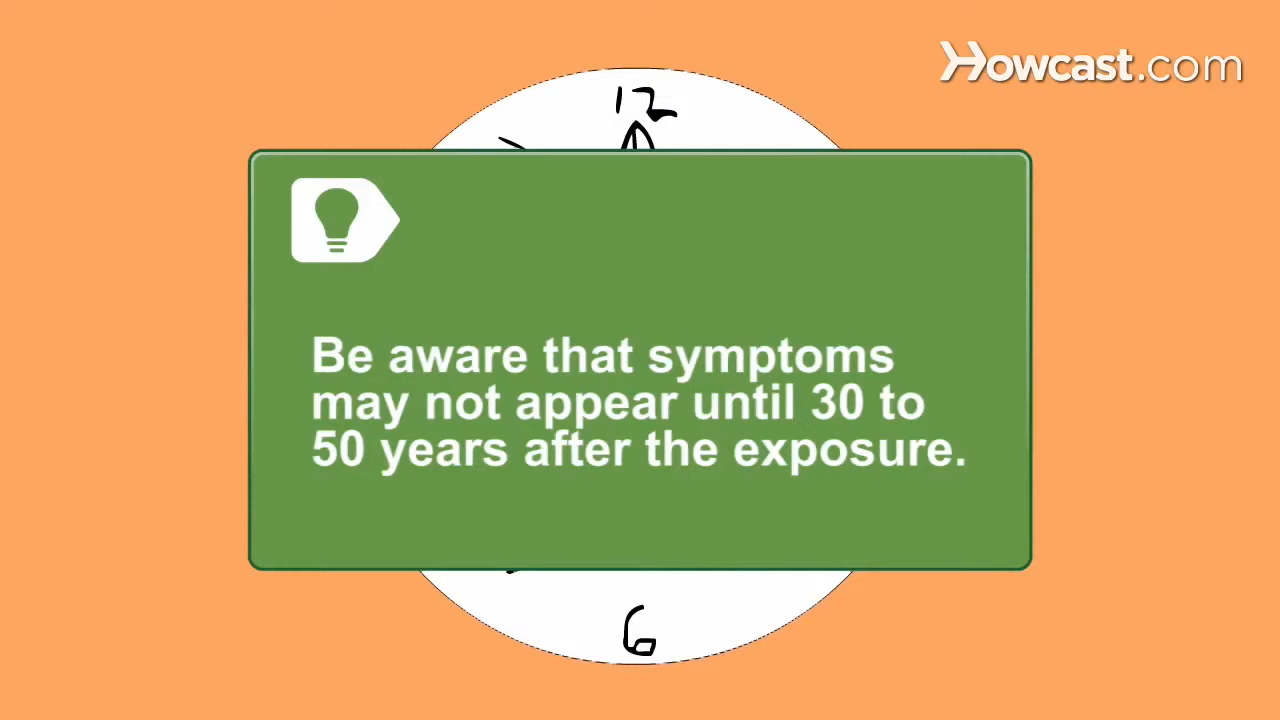 Howcast.com
12
Be aware that symptoms
may not appear until 30 to
50 years after the exposure.
6